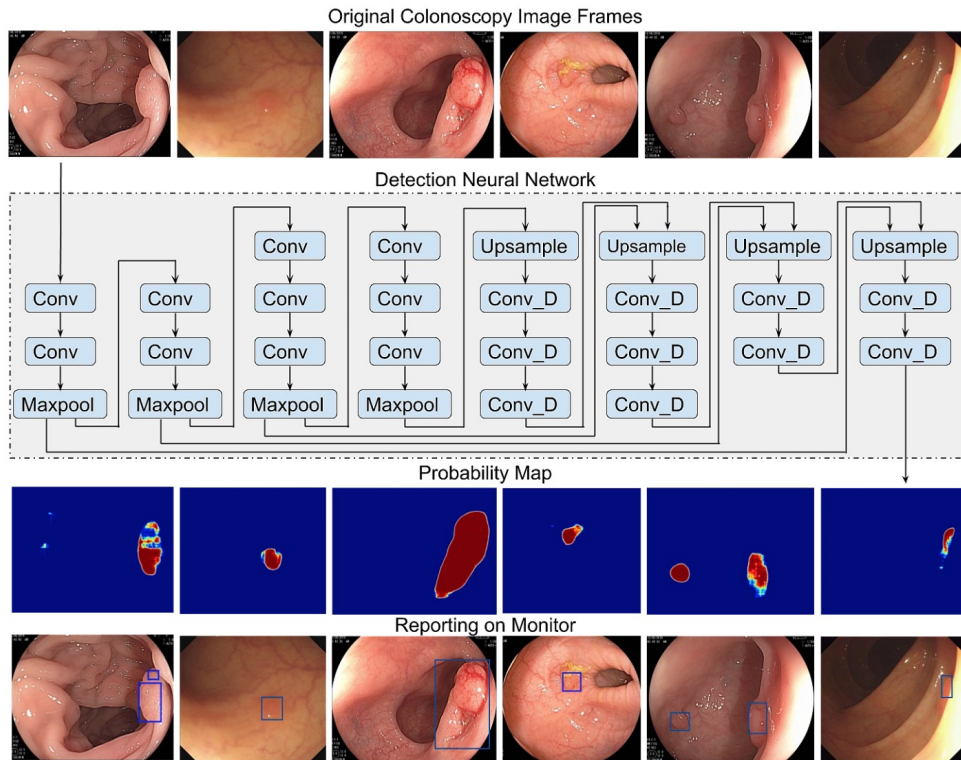 Original Colonoscopy Image Frames
Detection Neural Network
Conv Conv Upsample Upsample Upsample Upsample
Conv Conv Conv Conv Conv_D Conv_D Conv_D Conv_D
Conv Conv Conv Conv Conv_D Conv_D Conv_D Conv_D
Maxpool Maxpool Maxpool Maxpool Conv_D Conv_D
Probability Map
Reporting on Monitor